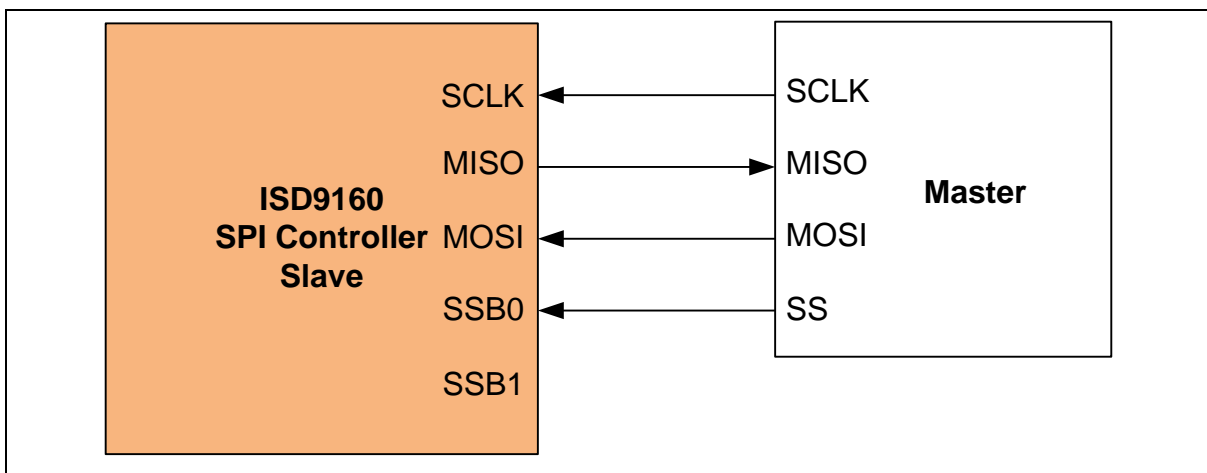 SCLK
MISO
ISD9160
SPI Controller
Slave
MOSI
SSB0
SSB1
SCLK
MISO
Master
MOSI
SS